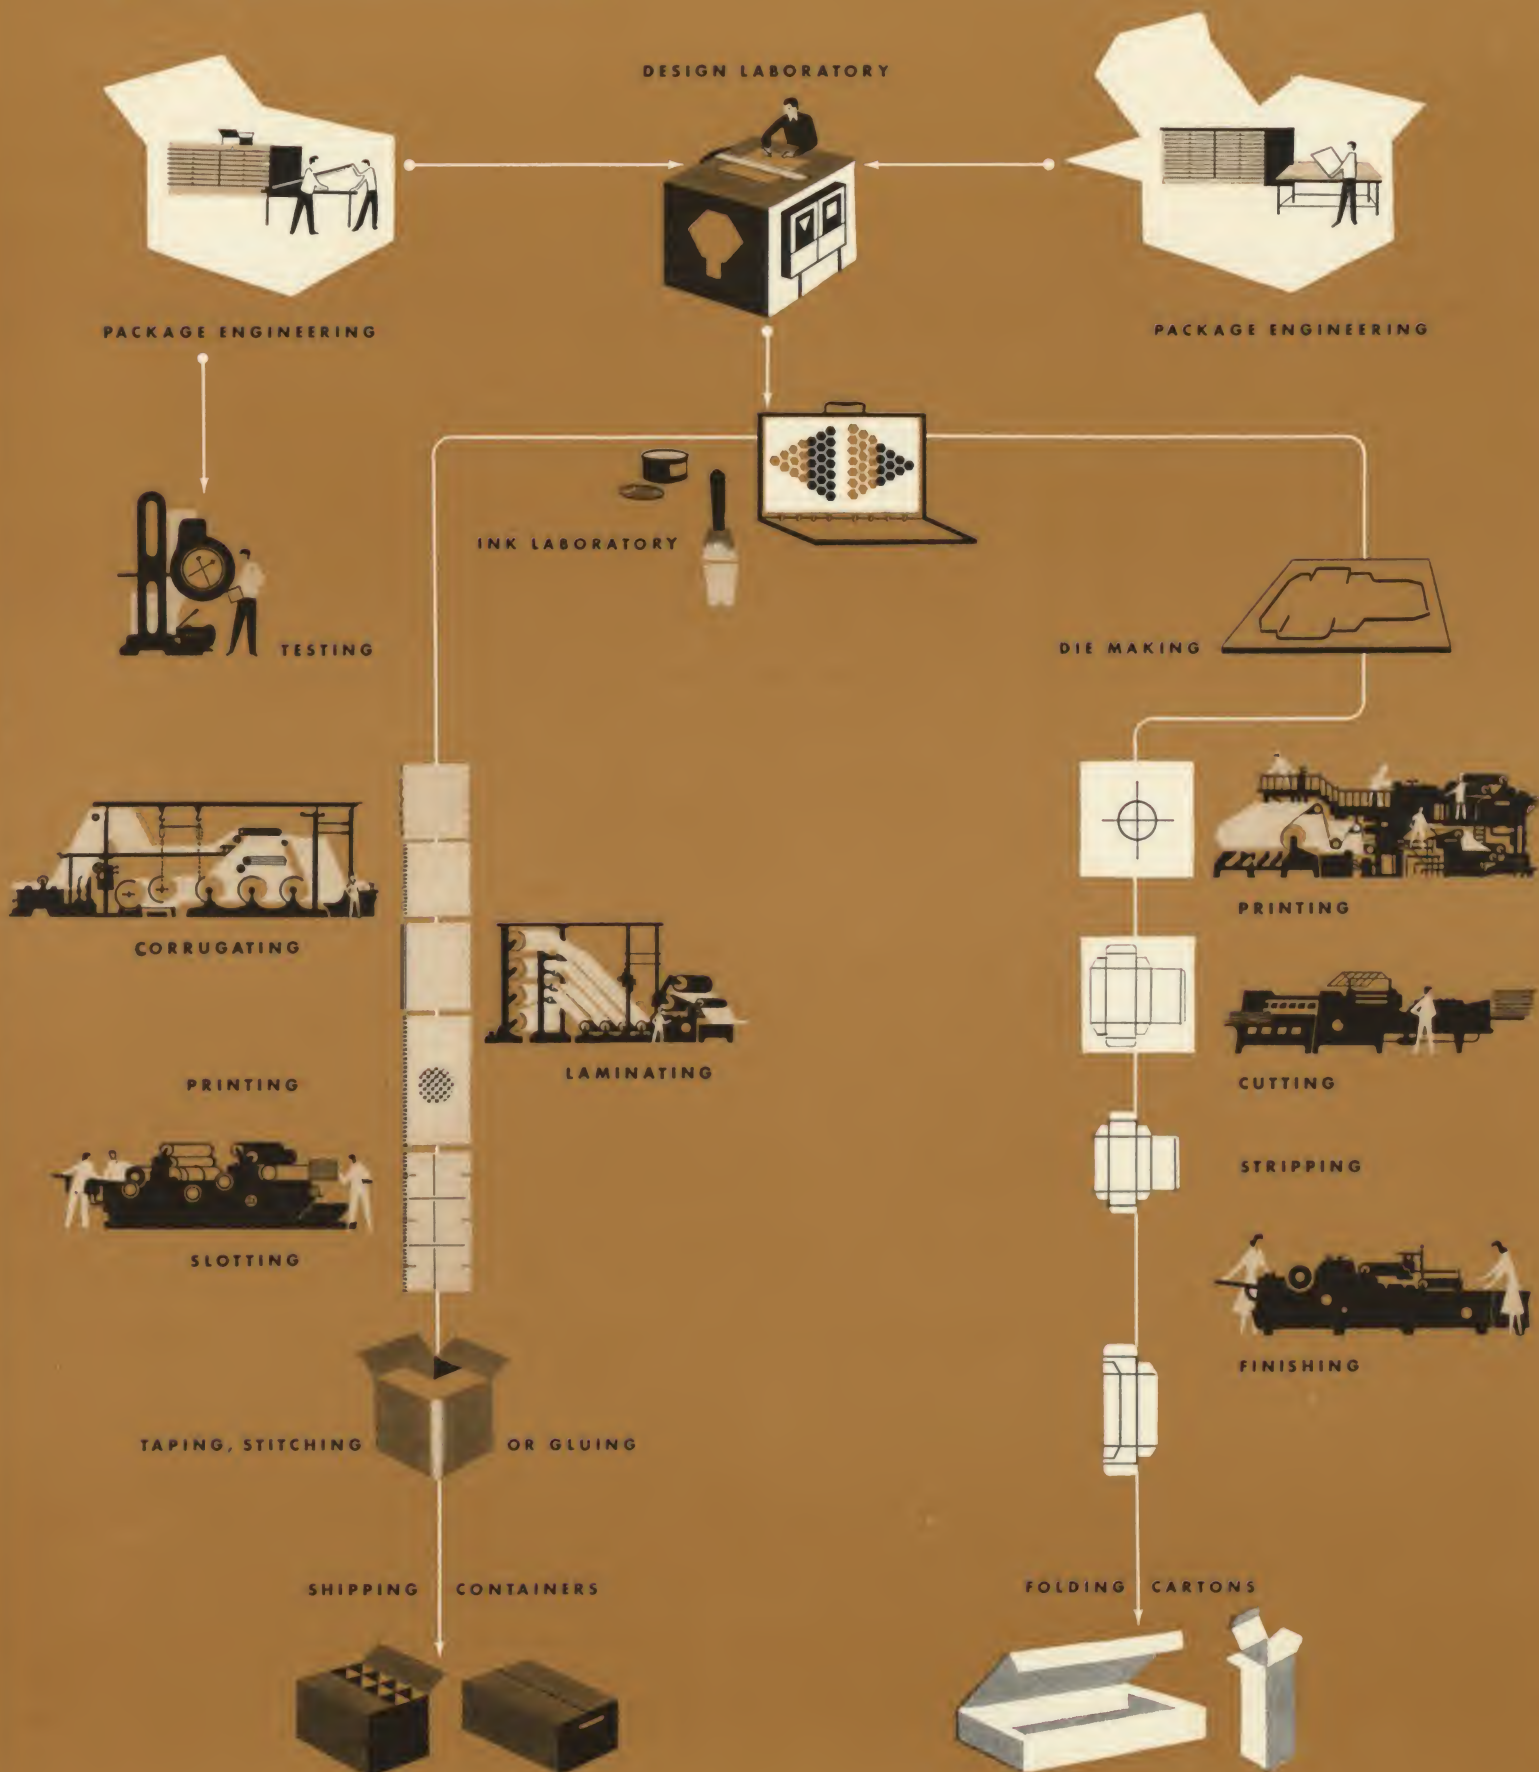 DESIGN LABORATORY
PACKAGE ENGINEERING
PACKAGE ENGINEERING
INK LABORATORY
TESTING
DIE MAKING
CORRUGATING
PRINTING
LAMINATING
PRINTING
CUTTING
STRIPPING
SLOTTING
FINISHING
TAPING, STITCHING OR GLUING
SHIPPING CONTAINERS
FOLDING CARTONS